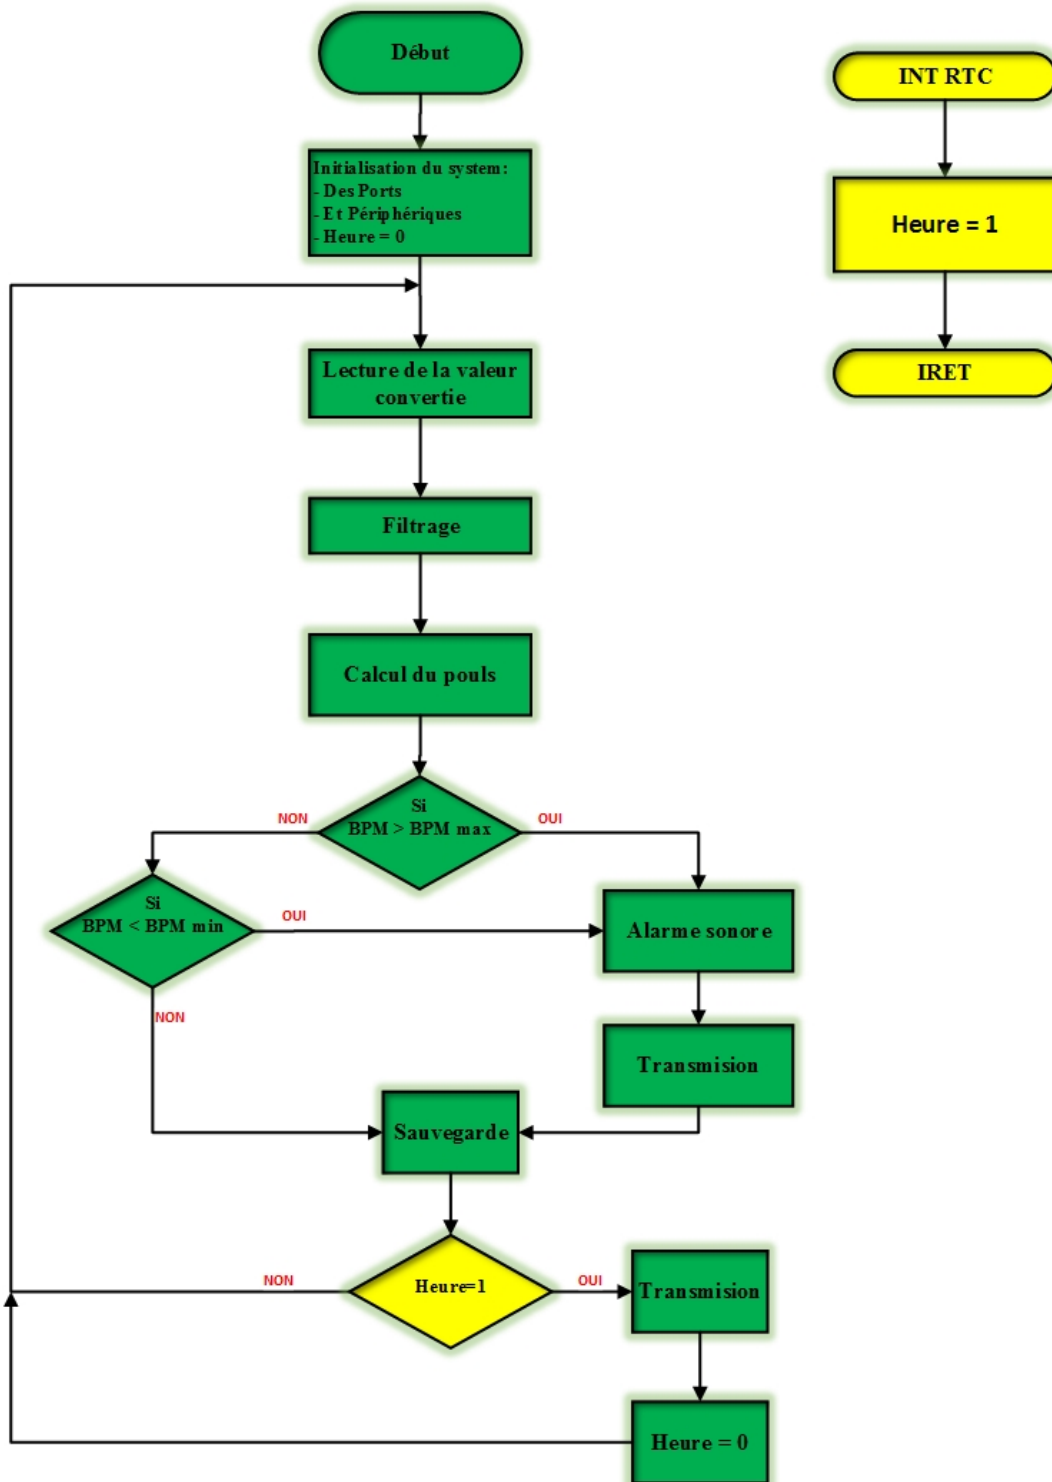 Début
Initialisation du system:
- Des Ports
- Et Périphériques
- Heure = 0
Lecture de la valeur
convertie
Filtrage
Calcul du pouls
Si
BPM > BPM max
NON
OUI
Si
BPM < BPM min
OUI
NON
Alarme sonore
Transmision
Sauvegarde
Heure=1
NON
OUI
Transmision
Heure = 0
INT RTC
Heure = 1
IRET